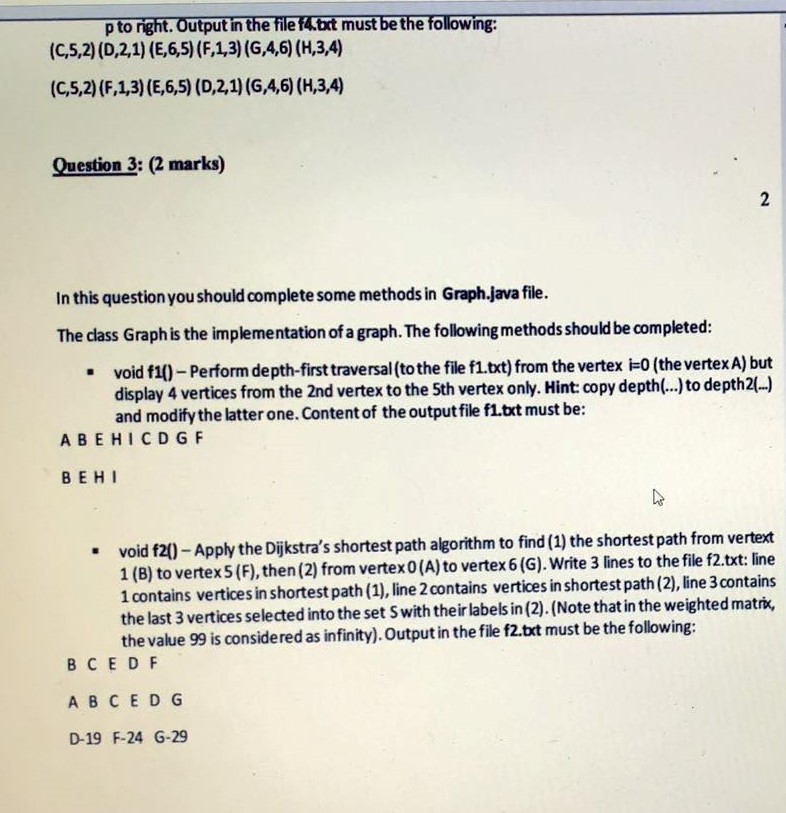 p to right. Output in the file f4.txt must be the following:
(C,5,2) (D,2,1) (E,6,5) (F,1,3) (G,4,6) (H,3,4)
(C,5,2) (F,1,3) (E,6,5) (D,2,1) (G,4,6) (H,3,4)
Question 3: (2 marks)
2
In this question you should complete some methods in Graph.java file.
The class Graph is the implementation of a graph. The following methods should be completed:
▪ void f1() – Perform depth-first traversal (to the file f1.txt) from the vertex i=0 (the vertex A) but
display 4 vertices from the 2nd vertex to the 5th vertex only. Hint: copy depth(...) to depth2(...)
and modify the latter one. Content of the output file f1.txt must be:
A B E H I C D G F
B E H I
▪ void f2() – Apply the Dijkstra's shortest path algorithm to find (1) the shortest path from vertext
1 (B) to vertex 5 (F), then (2) from vertex 0 (A) to vertex 6 (G). Write 3 lines to the file f2.txt: line
1 contains vertices in shortest path (1), line 2 contains vertices in shortest path (2), line 3 contains
the last 3 vertices selected into the set S with their labels in (2). (Note that in the weighted matrix,
the value 99 is considered as infinity). Output in the file f2.txt must be the following:
B C E D F
A B C E D G
D-19 F-24 G-29